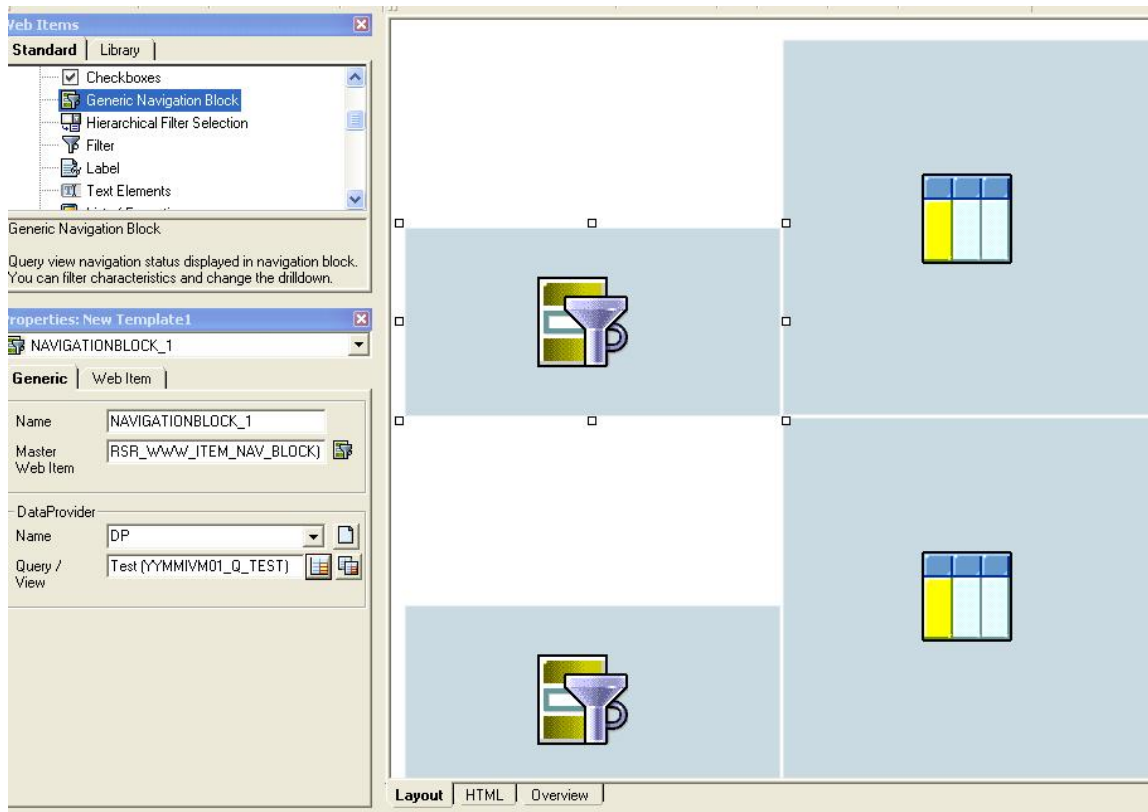 Web Items
Standard
Library
Checkboxes
Generic Navigation Block
Hierarchical Filter Selection
Filter
Label
Text Elements
Generic Navigation Block
Query view navigation status displayed in navigation block.
You can filter characteristics and change the drilldown.
Properties: New Template1
NAVIGATIONBLOCK_1
Generic
Web Item
Name
NAVIGATIONBLOCK_1
Master
Web Item
RSR_WWW_ITEM_NAV_BLOCK)
DataProvider
Name
DP
Query /
View
Test (YYMMIVM01_Q_TEST)
Layout
HTML
Overview